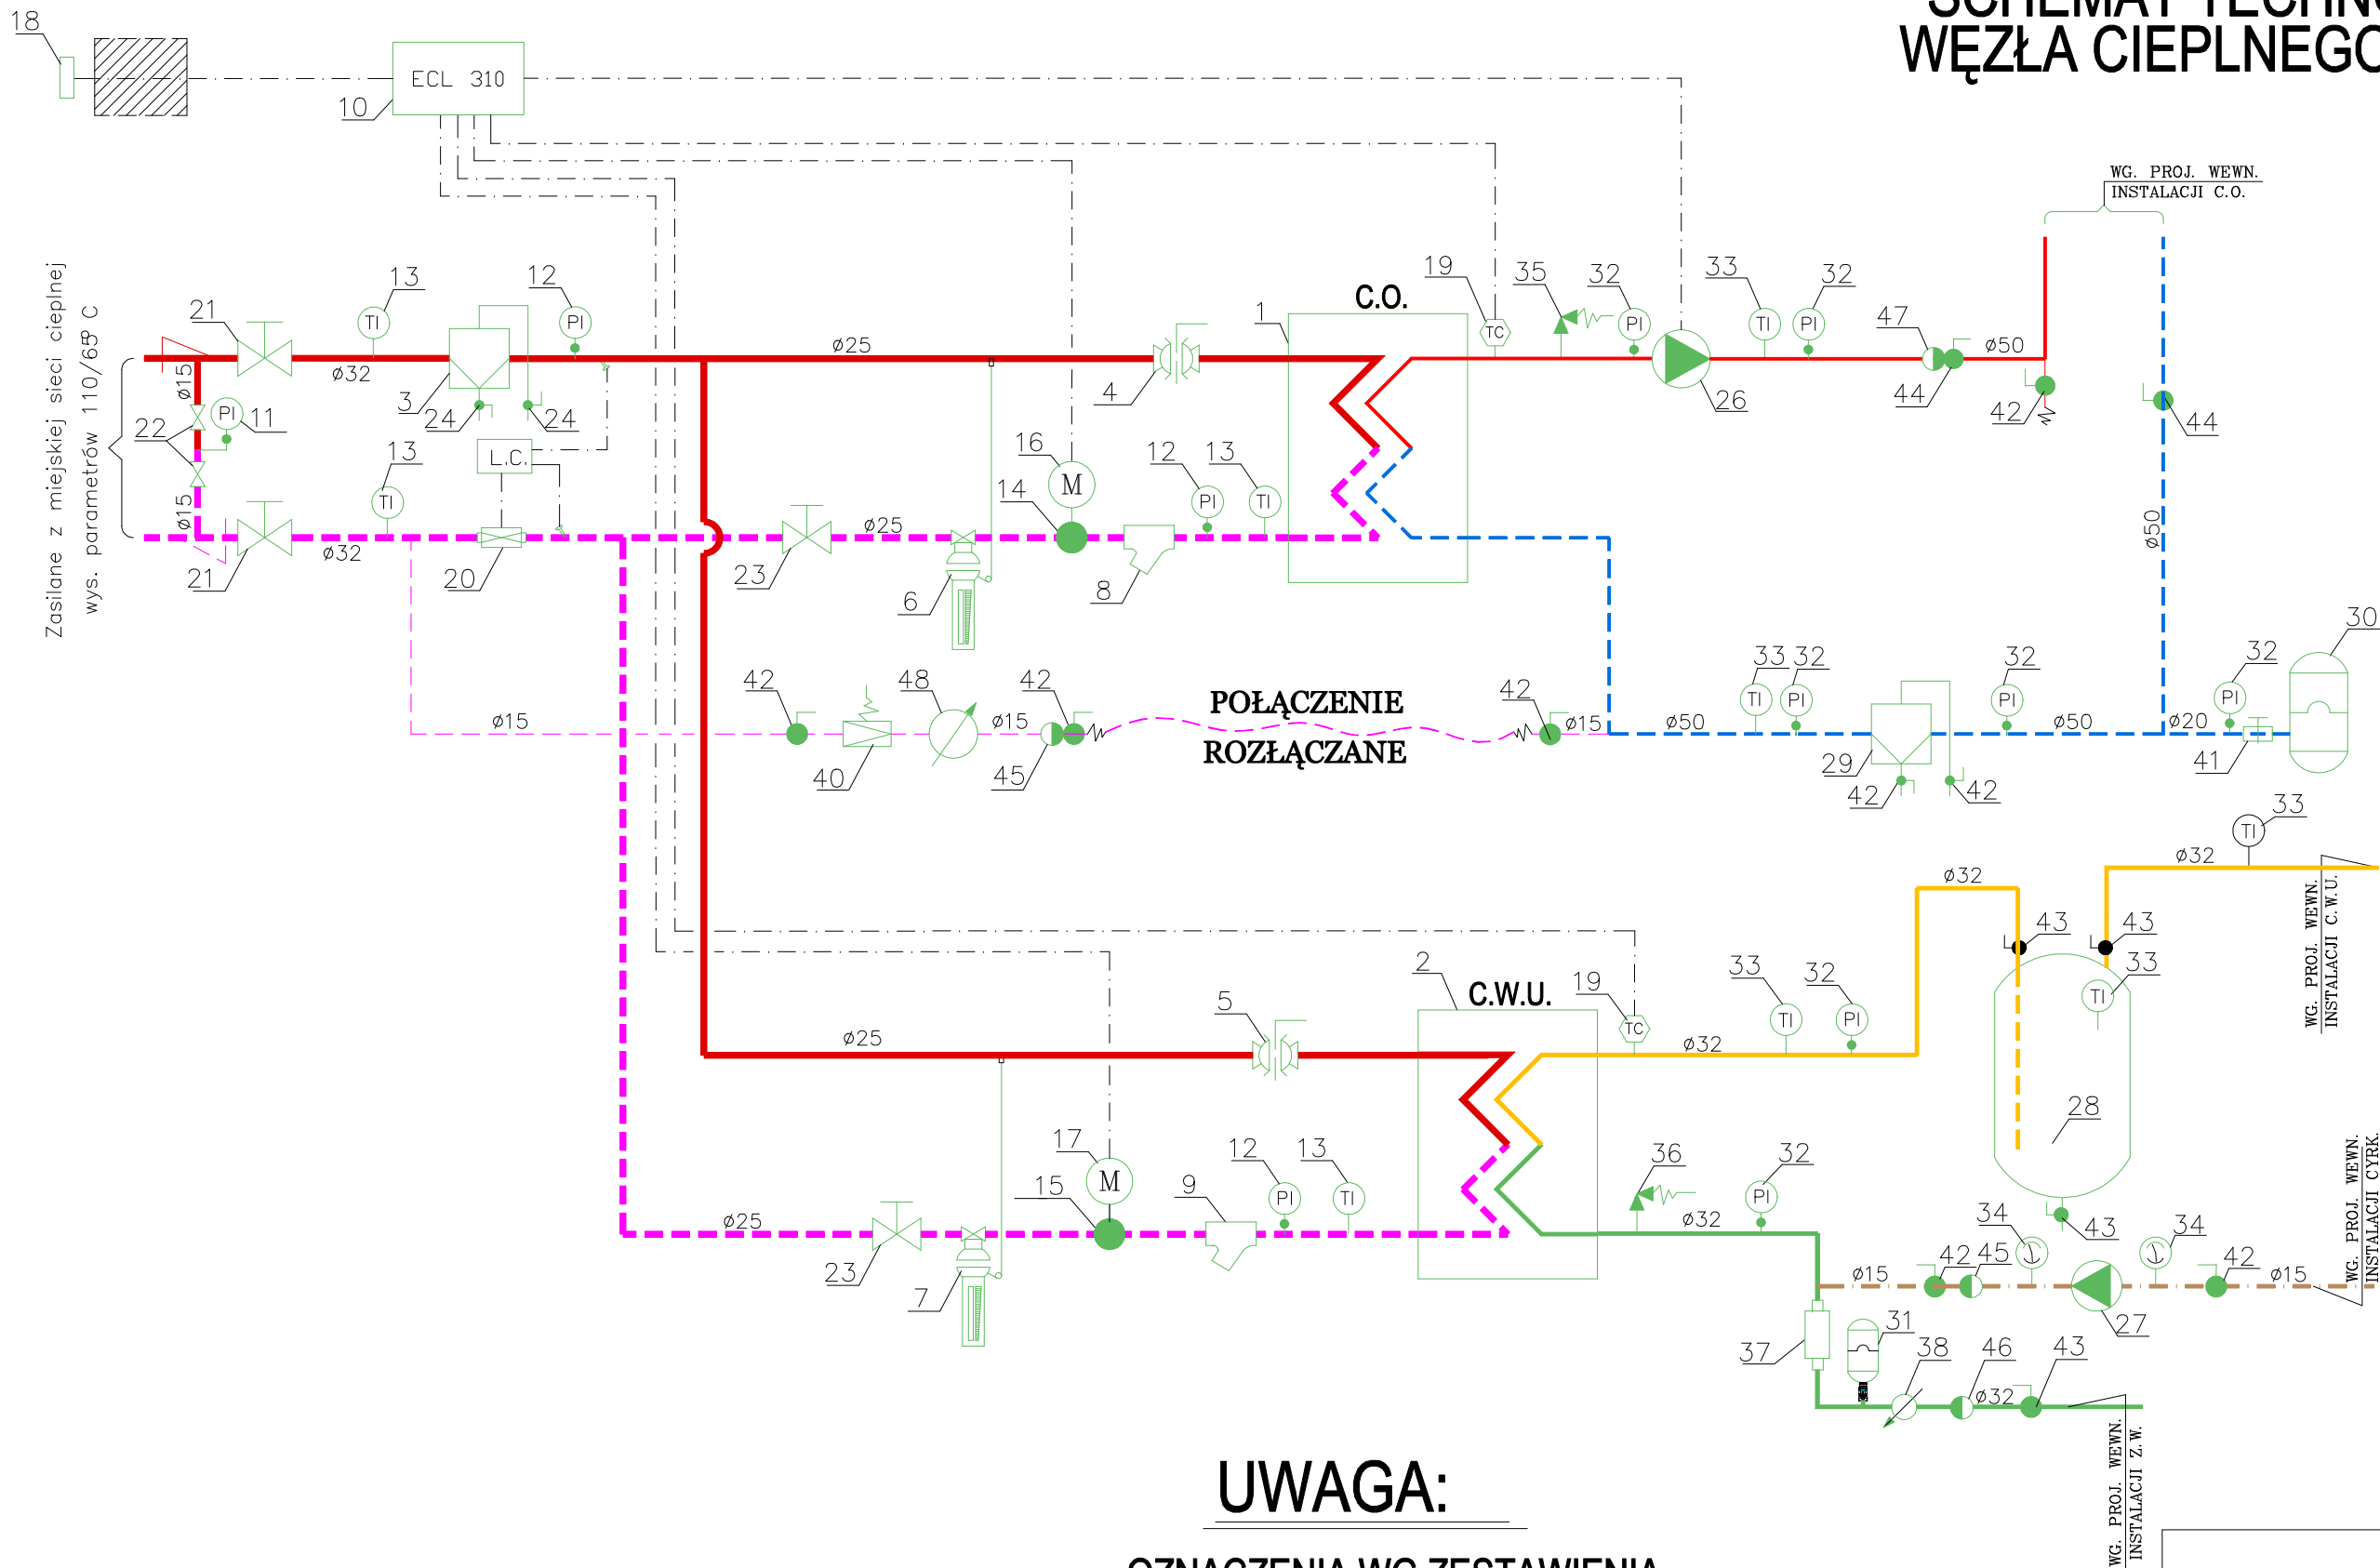 SCHEMAT TECHNO
WĘZŁA CIEPLNEGO
18
ECL 310
10
WG. PROJ. WEWN.
INSTALACJI C.O.
Zasilane z miejskiej sieci cieplnej
wys. parametrów 110/65° C
21
13
12
ø15
ø32
3
24
24
ø25
4
1
C.O.
19
TC
35
32
PI
33
TI
32
PI
47
ø50
26
44
42
44
TI
PI
22
PI
11
13
TI
L.C.
16
M
14
12
PI
13
TI
ø15
21
ø32
20
23
ø25
6
8
ø50
30
42
48
42
POŁĄCZENIE
ROZŁĄCZANE
42
33
TI
32
PI
32
PI
32
PI
ø15
ø15
ø15
ø50
ø50
ø20
40
45
29
42
42
41
33
TI
ø32
ø32
WG. PROJ. WEWN.
INSTALACJI C.W.U.
43
43
33
TI
2
C.W.U.
19
TC
33
TI
32
PI
5
ø25
ø32
28
17
M
12
PI
13
TI
36
32
PI
15
9
ø25
ø32
23
7
34
43
34
WG. PROJ. WEWN.
INSTALACJI CYRK.
ø15
42
45
42
ø15
27
37
31
38
46
43
ø32
WG. PROJ. WEWN.
INSTALACJI Z.W.
UWAGA:
OZNACZENIA WG ZESTAWIENIA